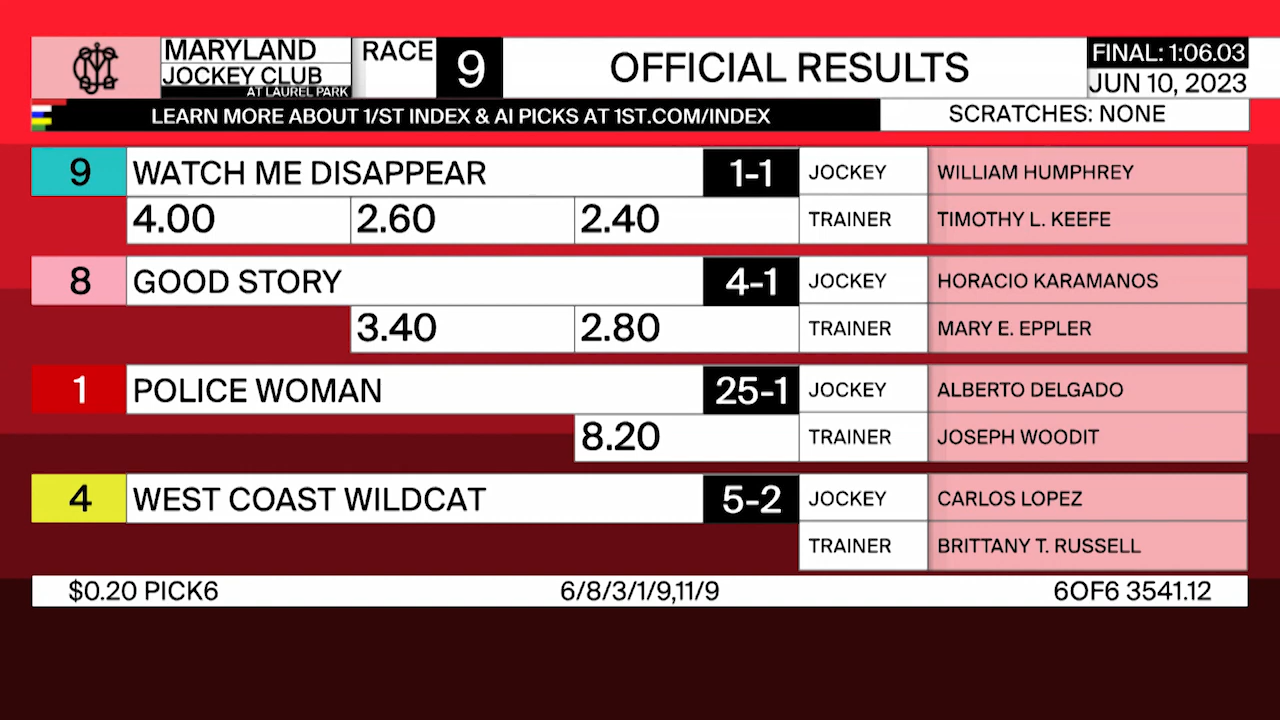 MARYLAND
JOCKEY CLUB
AT LAUREL PARK
RACE 9
OFFICIAL RESULTS
FINAL: 1:06.03
JUN 10, 2023
LEARN MORE ABOUT 1/ST INDEX & AI PICKS AT 1ST.COM/INDEX
SCRATCHES: NONE
9 WATCH ME DISAPPEAR 1-1 JOCKEY WILLIAM HUMPHREY
4.00 2.60 2.40 TRAINER TIMOTHY L. KEEFE
8 GOOD STORY 4-1 JOCKEY HORACIO KARAMANOS
3.40 2.80 TRAINER MARY E. EPPLER
1 POLICE WOMAN 25-1 JOCKEY ALBERTO DELGADO
8.20 TRAINER JOSEPH WOODIT
4 WEST COAST WILDCAT 5-2 JOCKEY CARLOS LOPEZ
TRAINER BRITTANY T. RUSSELL
$0.20 PICK6 6/8/3/1/9,11/9 6OF6 3541.12